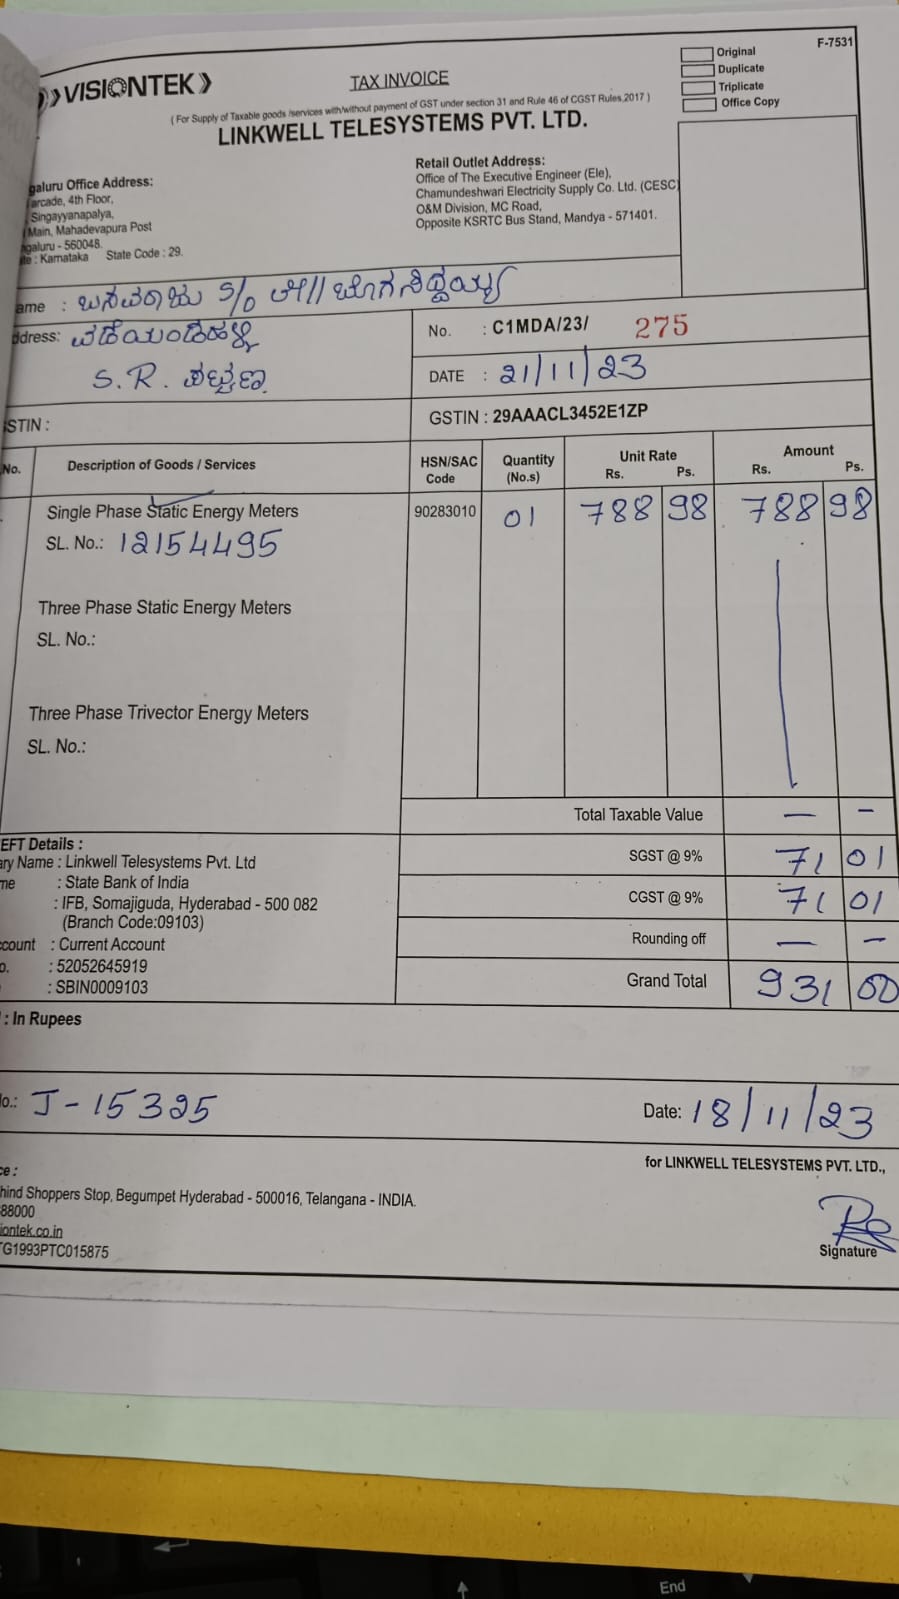 VISIONTEK
TAX INVOICE
Original
Duplicate
Triplicate
Office Copy
F-7531
( For Supply of Taxable goods /services with/without payment of GST under section 31 and Rule 46 of CGST Rules,2017 )
LINKWELL TELESYSTEMS PVT. LTD.
galuru Office Address:
arcade, 4th Floor,
Singayyanapalya,
Main, Mahadevapura Post
galuru - 560048.
te : Karnataka State Code : 29.
Retail Outlet Address:
Office of The Executive Engineer (Ele),
Chamundeshwari Electricity Supply Co. Ltd. (CESC)
O&M Division, MC Road,
Opposite KSRTC Bus Stand, Mandya - 571401.
ame : ಬಸವರಾಜು S/O
ddress:
S.R. ಪಟ್ಟಣ
No. : C1MDA/23/ 275
DATE : 21/11/23
STIN :
GSTIN : 29AAACL3452E1ZP
No. Description of Goods / Services HSN/SAC Code Quantity (No.s) Unit Rate Rs. Ps. Amount Rs. Ps.
Single Phase Static Energy Meters 90283010 01 788 98 788 98
SL. No.: 12154495
Three Phase Static Energy Meters
SL. No.:
Three Phase Trivector Energy Meters
SL. No.:
Total Taxable Value — –
EFT Details :
ary Name : Linkwell Telesystems Pvt. Ltd
me : State Bank of India
: IFB, Somajiguda, Hyderabad - 500 082
(Branch Code:09103)
ccount : Current Account
o. : 52052645919
: SBIN0009103
SGST @ 9% 71 01
CGST @ 9% 71 01
Rounding off — –
Grand Total 931 00
: In Rupees
lo.: J-15325
Date: 18/11/23
for LINKWELL TELESYSTEMS PVT. LTD.,
ce :
hind Shoppers Stop, Begumpet Hyderabad - 500016, Telangana - INDIA.
88000
iontek.co.in
TG1993PTC015875
Signature
End